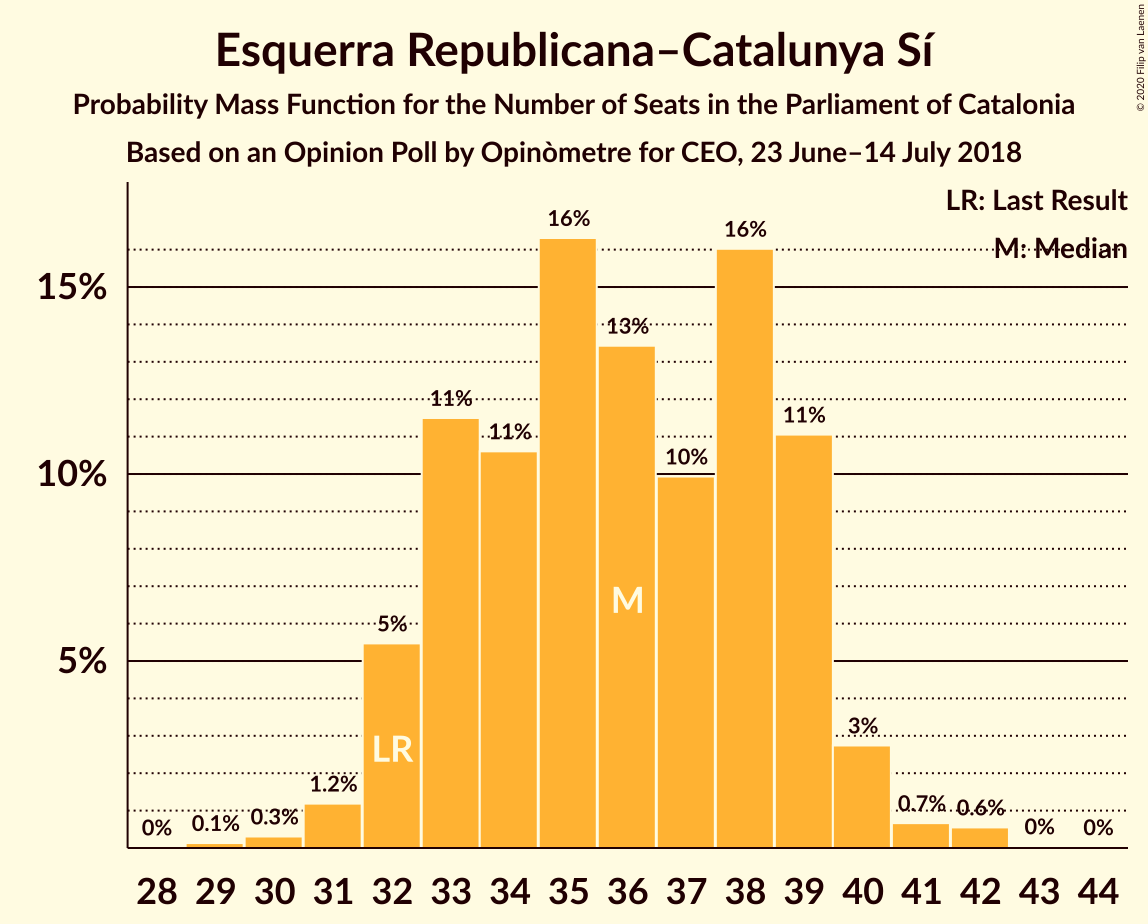 Esquerra Republicana–Catalunya Sí
Probability Mass Function for the Number of Seats in the Parliament of Catalonia
Based on an Opinion Poll by Opinòmetre for CEO, 23 June–14 July 2018
© 2020 Filip van Laenen
LR: Last Result
M: Median
15%
10%
5%
0%
0.1%
0.3%
1.2%
5%
11%
11%
16%
13%
10%
16%
11%
3%
0.7%
0.6%
0%
0%
LR
M
28 29 30 31 32 33 34 35 36 37 38 39 40 41 42 43 44